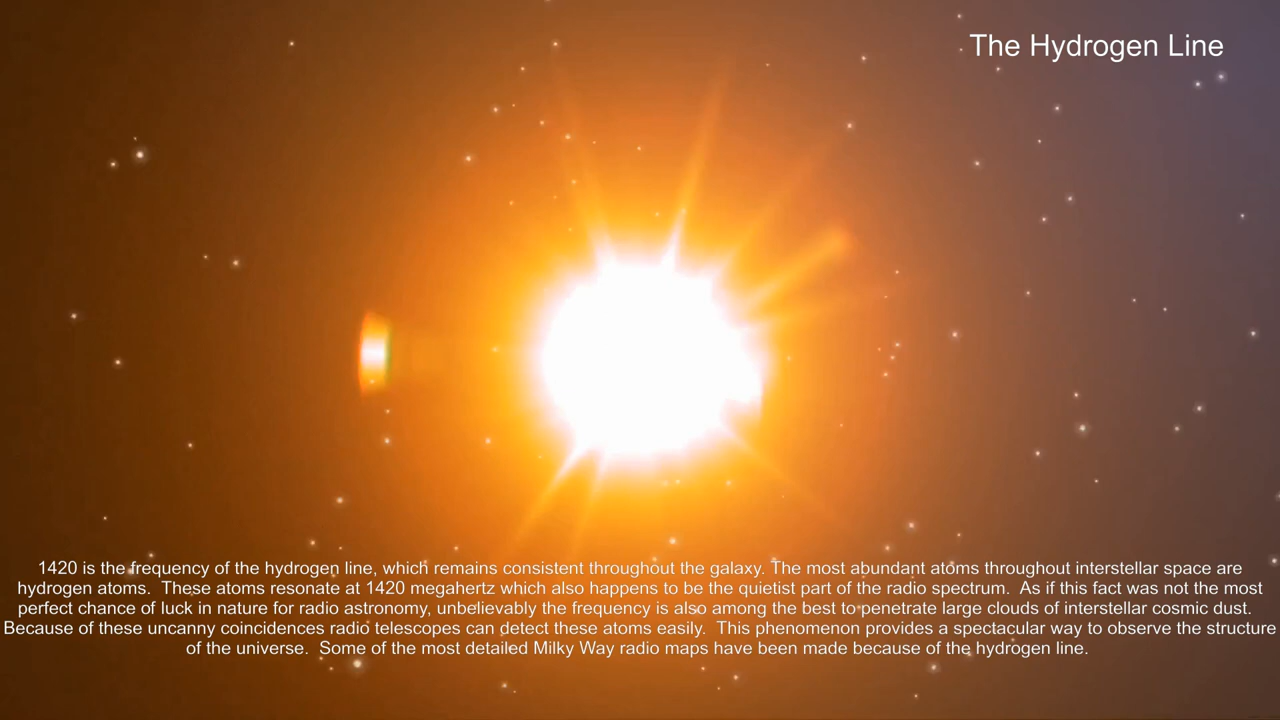 The Hydrogen Line
1420 is the frequency of the hydrogen line, which remains consistent throughout the galaxy. The most abundant atoms throughout interstellar space are
hydrogen atoms.  These atoms resonate at 1420 megahertz which also happens to be the quietist part of the radio spectrum.  As if this fact was not the most
perfect chance of luck in nature for radio astronomy, unbelievably the frequency is also among the best to penetrate large clouds of interstellar cosmic dust.
Because of these uncanny coincidences radio telescopes can detect these atoms easily.  This phenomenon provides a spectacular way to observe the structure
of the universe.  Some of the most detailed Milky Way radio maps have been made because of the hydrogen line.